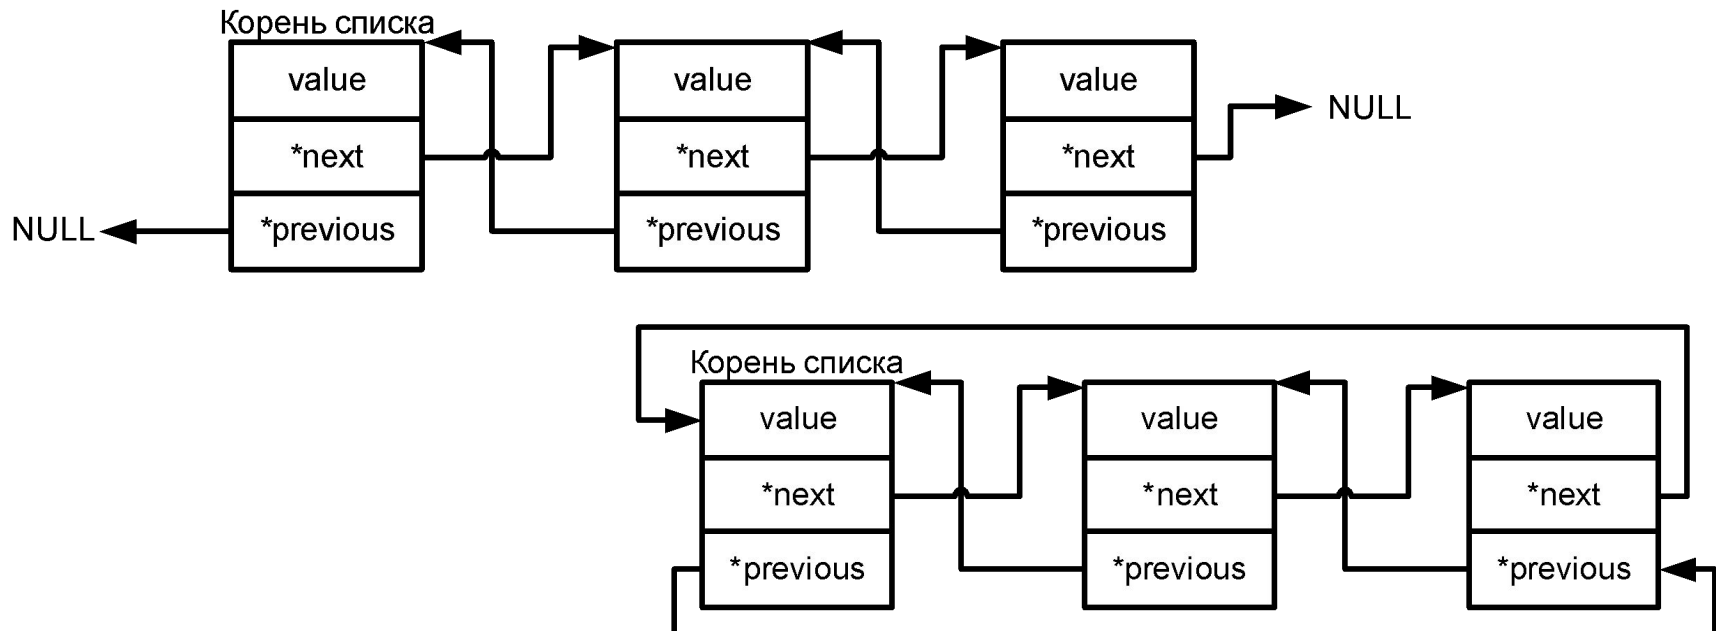 Корень списка
value
value
value
NULL
*next
*next
*next
NULL
*previous
*previous
*previous
Корень списка
value
value
value
*next
*next
*next
*previous
*previous
*previous